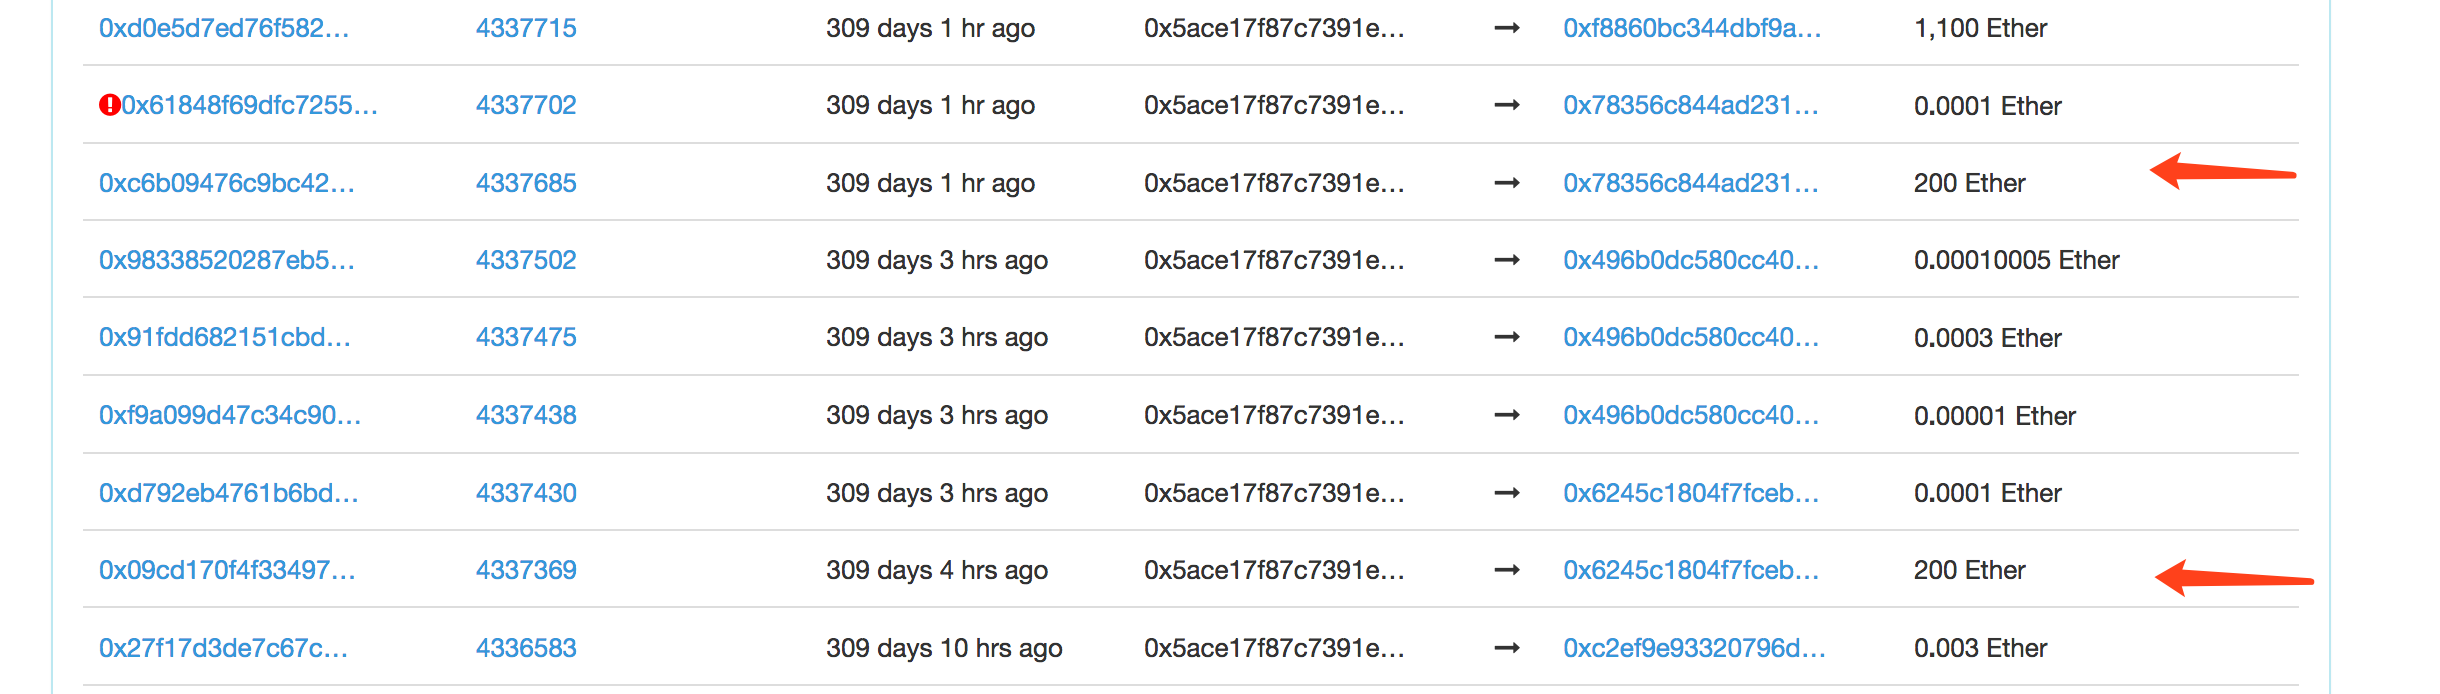 0xd0e5d7ed76f582... 4337715 309 days 1 hr ago 0x5ace17f87c7391e... → 0xf8860bc344dbf9a... 1,100 Ether
0x61848f69dfc7255... 4337702 309 days 1 hr ago 0x5ace17f87c7391e... → 0x78356c844ad231... 0.0001 Ether
0xc6b09476c9bc42... 4337685 309 days 1 hr ago 0x5ace17f87c7391e... → 0x78356c844ad231... 200 Ether
0x98338520287eb5... 4337502 309 days 3 hrs ago 0x5ace17f87c7391e... → 0x496b0dc580cc40... 0.00010005 Ether
0x91fdd682151cbd... 4337475 309 days 3 hrs ago 0x5ace17f87c7391e... → 0x496b0dc580cc40... 0.0003 Ether
0xf9a099d47c34c90... 4337438 309 days 3 hrs ago 0x5ace17f87c7391e... → 0x496b0dc580cc40... 0.00001 Ether
0xd792eb4761b6bd... 4337430 309 days 3 hrs ago 0x5ace17f87c7391e... → 0x6245c1804f7fceb... 0.0001 Ether
0x09cd170f4f33497... 4337369 309 days 4 hrs ago 0x5ace17f87c7391e... → 0x6245c1804f7fceb... 200 Ether
0x27f17d3de7c67c... 4336583 309 days 10 hrs ago 0x5ace17f87c7391e... → 0xc2ef9e93320796d... 0.003 Ether